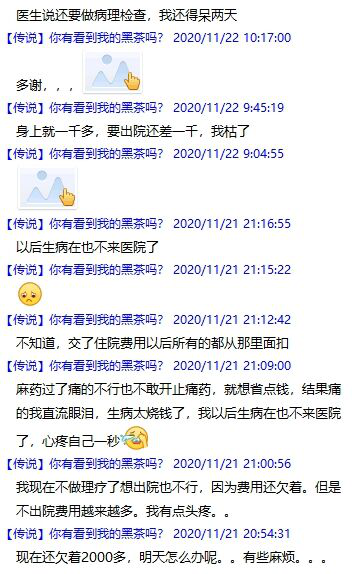 医生说还要做病理检查，我还得呆两天
【传说】你有看到我的黑茶吗？ 2020/11/22 10:17:00
多谢，，，
【传说】你有看到我的黑茶吗？ 2020/11/22 9:45:19
身上就一千多，要出院还差一千，我枯了
【传说】你有看到我的黑茶吗？ 2020/11/22 9:04:55
【传说】你有看到我的黑茶吗？ 2020/11/21 21:16:55
以后生病在也不来医院了
【传说】你有看到我的黑茶吗？ 2020/11/21 21:15:22
【传说】你有看到我的黑茶吗？ 2020/11/21 21:12:42
不知道，交了住院费用以后所有的都从那里面扣
【传说】你有看到我的黑茶吗？ 2020/11/21 21:09:00
麻药过了痛的不行也不敢开止痛药，就想省点钱，结果痛
的我直流眼泪，生病太烧钱了，我以后生病在也不来医院
了，心疼自己一秒
【传说】你有看到我的黑茶吗？ 2020/11/21 21:00:56
我现在不做理疗了想出院也不行，因为费用还欠着。但是
不出院费用越来越多。我有点头疼。。
【传说】你有看到我的黑茶吗？ 2020/11/21 20:54:31
现在还欠着2000多，明天怎么办呢。。有些麻烦。。。